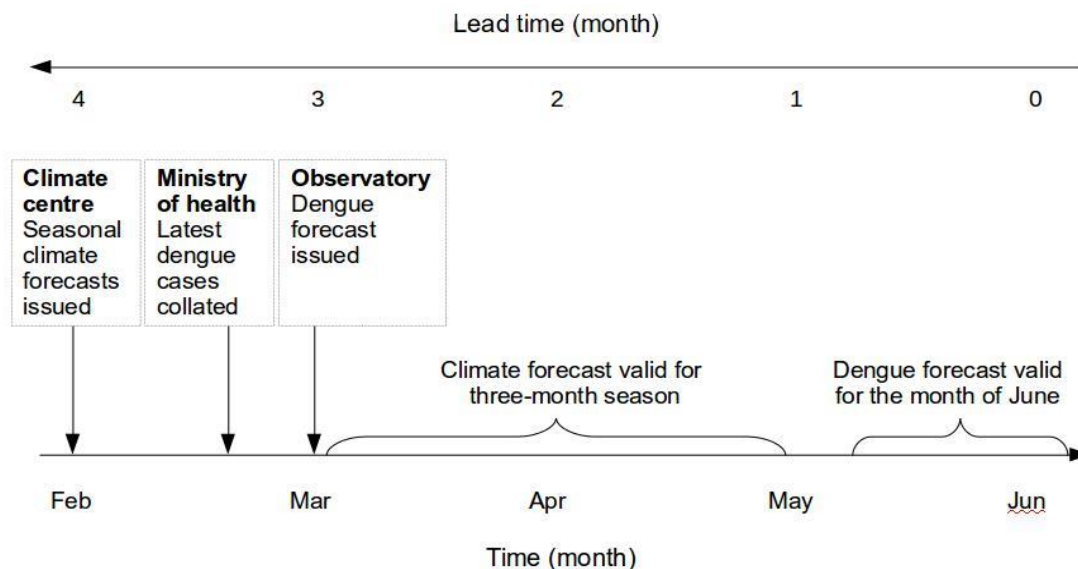 Lead time (month)
4 3 2 1 0
Climate
centre
Seasonal
climate
forecasts
issued
Ministry
of health
Latest
dengue
cases
collated
Observatory
Dengue
forecast
issued
Climate forecast valid for
three-month season
Dengue forecast valid
for the month of June
Feb Mar Apr May Jun
Time (month)